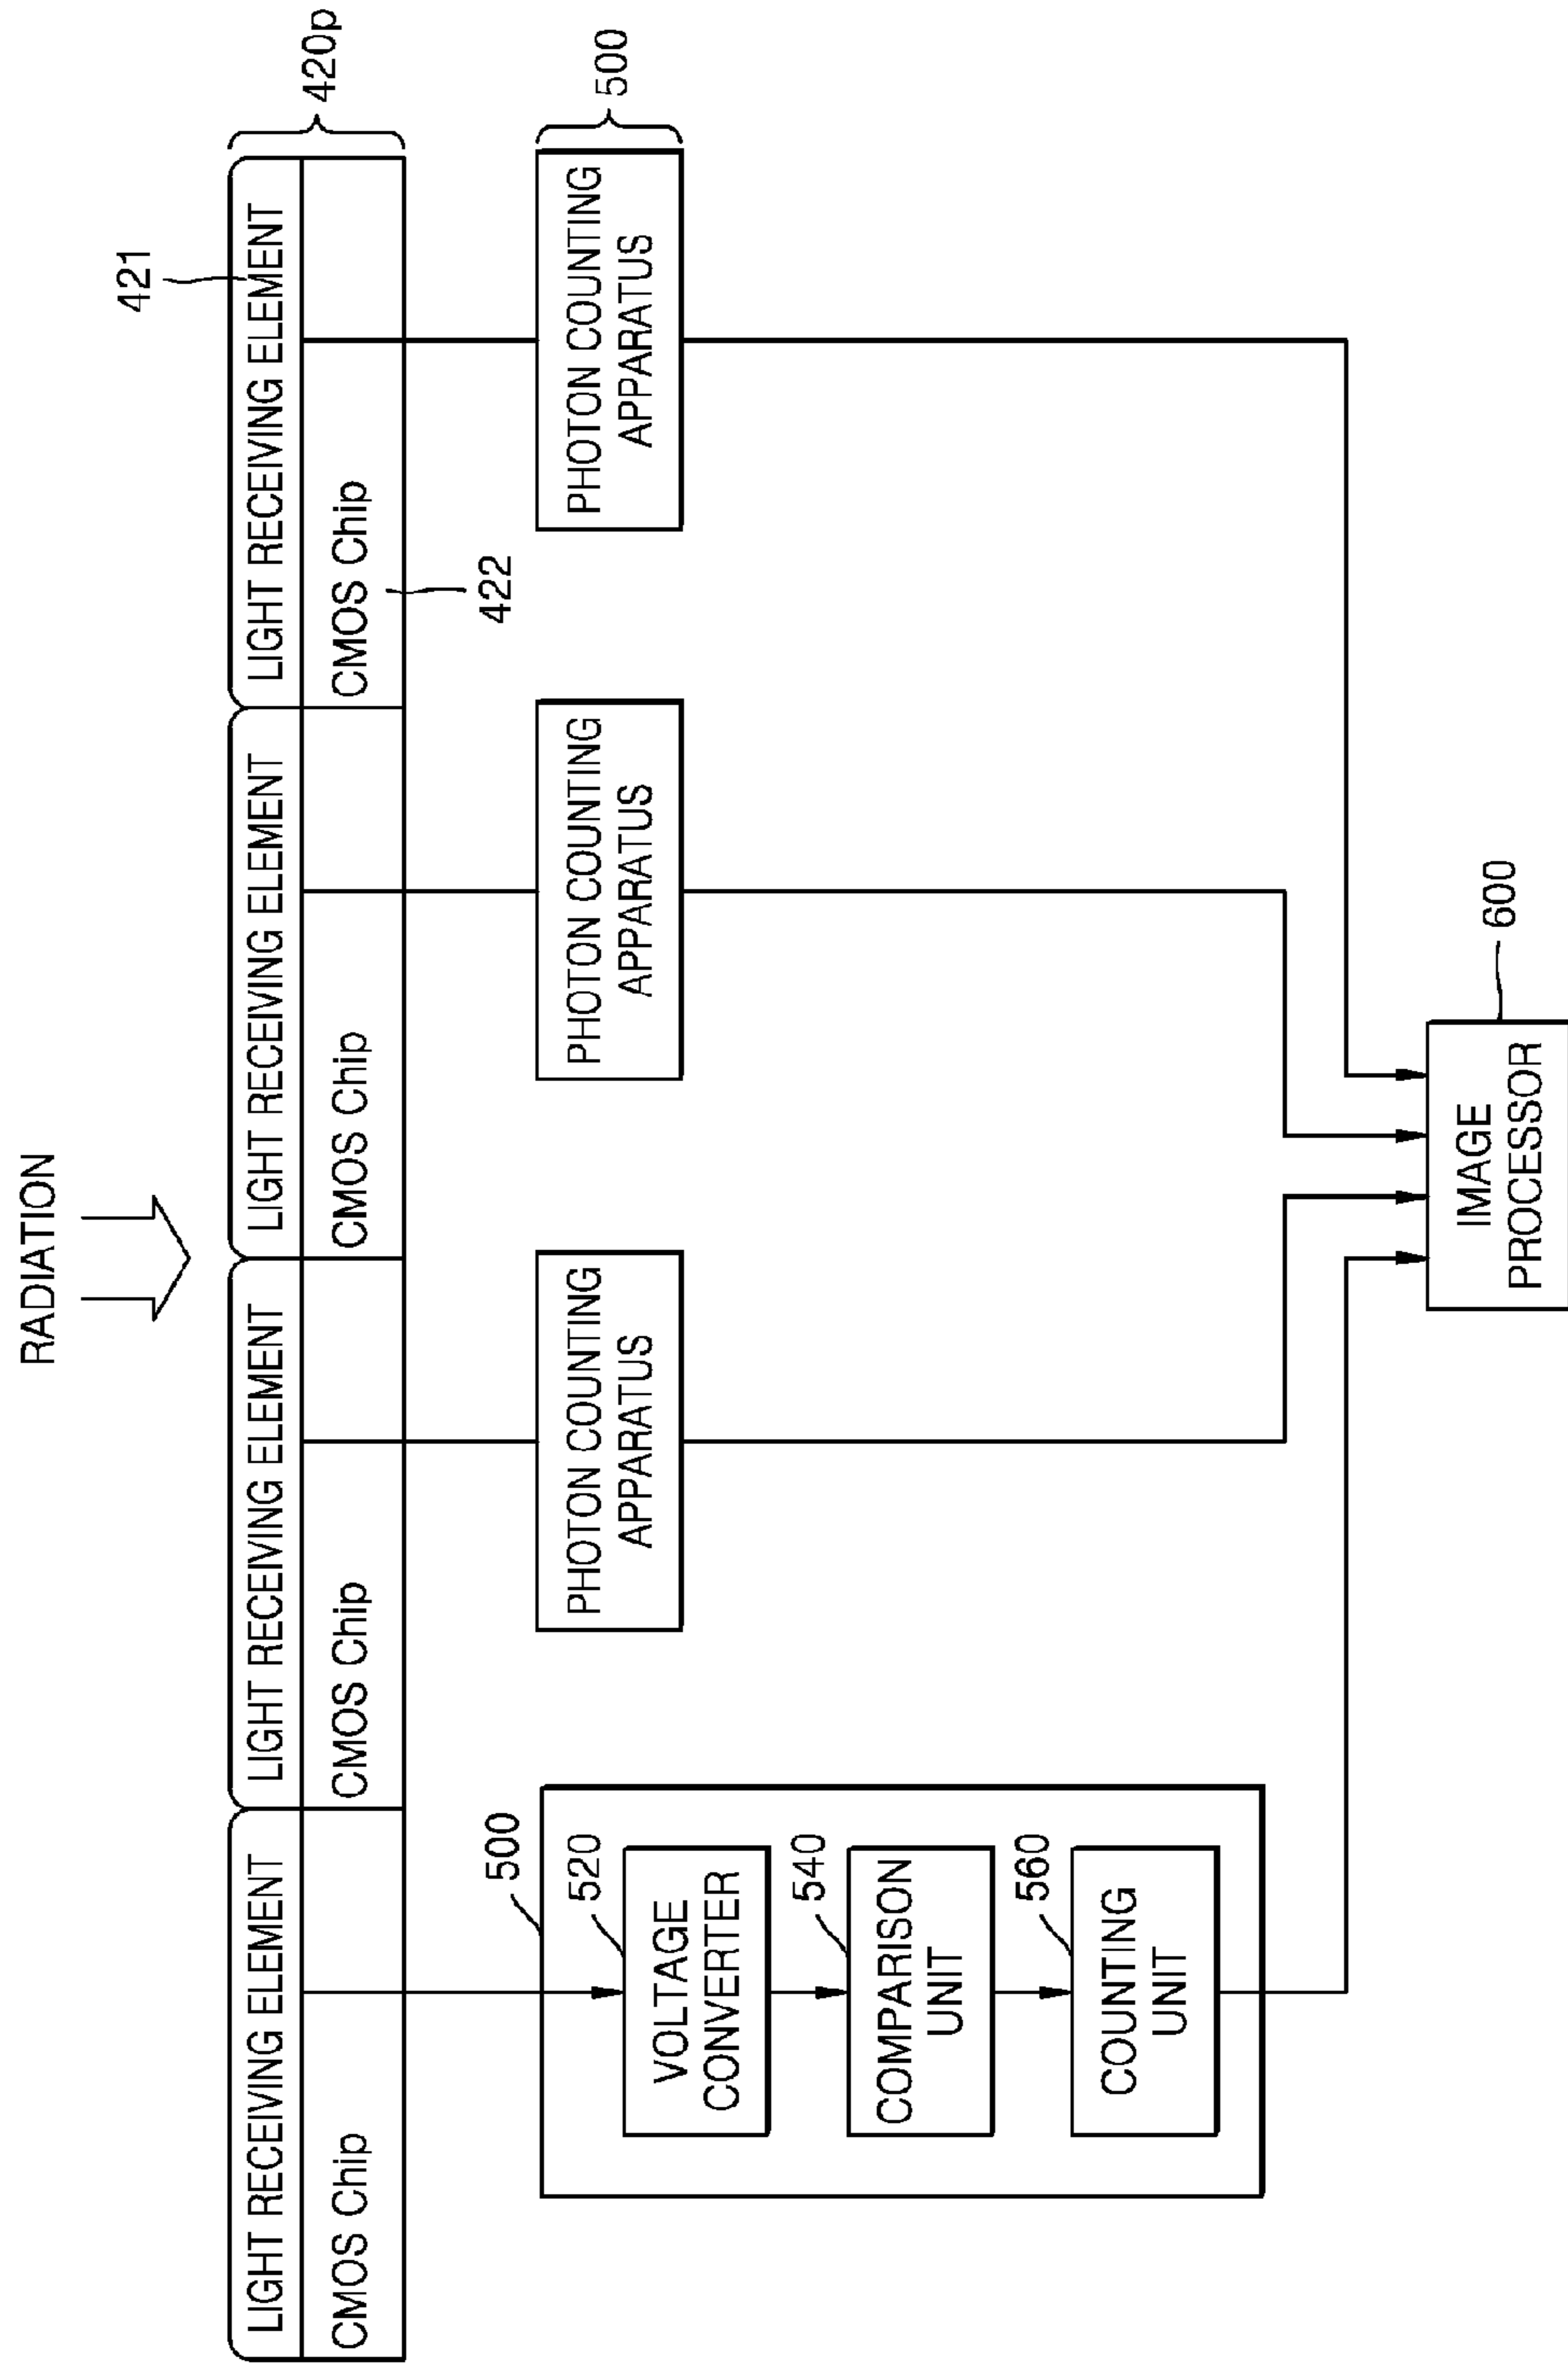 RADIATION
421
420p
LIGHT RECEIVING ELEMENT
LIGHT RECEIVING ELEMENT
LIGHT RECEIVING ELEMENT
LIGHT RECEIVING ELEMENT
CMOS Chip
CMOS Chip
CMOS Chip
CMOS Chip
422
500
500
520
VOLTAGE
CONVERTER
540
COMPARISON
UNIT
560
COUNTING
UNIT
PHOTON COUNTING
APPARATUS
PHOTON COUNTING
APPARATUS
PHOTON COUNTING
APPARATUS
IMAGE
PROCESSOR
600